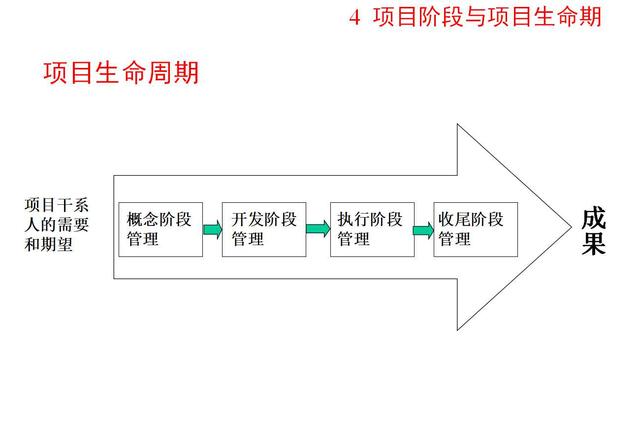 4 项目阶段与项目生命期
项目生命周期
项目干系
人的需要
和期望
概念阶段
管理
开发阶段
管理
执行阶段
管理
收尾阶段
管理
成
果